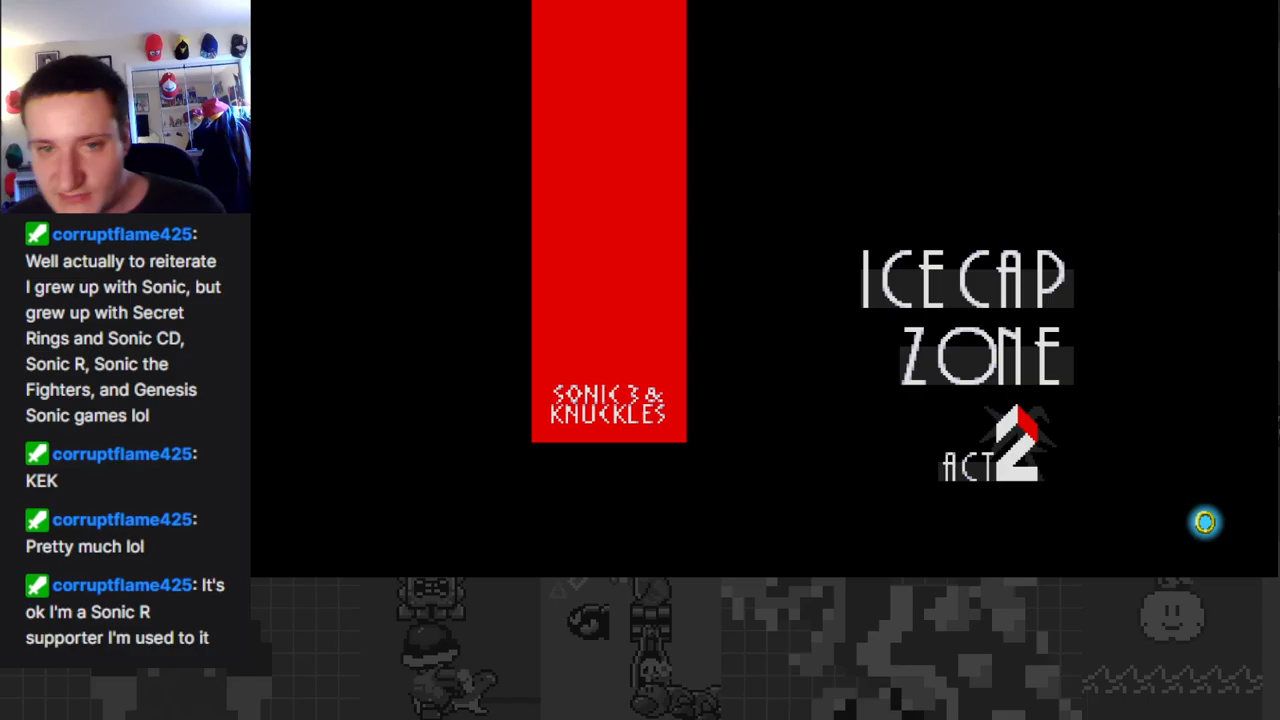 corruptflame425:
Well actually to reiterate
I grew up with Sonic, but
grew up with Secret
Rings and Sonic CD,
Sonic R, Sonic the
Fighters, and Genesis
Sonic games lol
corruptflame425:
KEK
corruptflame425:
Pretty much lol
corruptflame425: It's
ok I'm a Sonic R
supporter I'm used to it
SONIC 3 &
KNUCKLES
ICECAP
ZONE
ACT 2